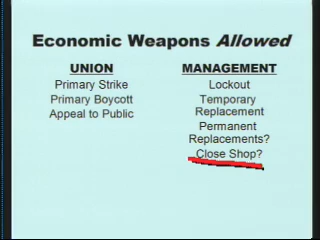 Economic Weapons Allowed
UNION
Primary Strike
Primary Boycott
Appeal to Public
MANAGEMENT
Lockout
Temporary
Replacement
Permanent
Replacements?
Close Shop?